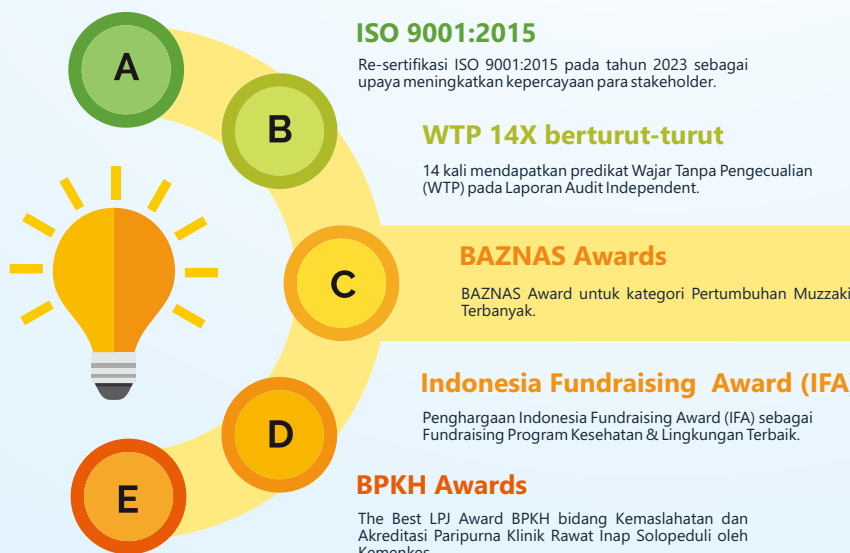 A
ISO 9001:2015
Re-sertifikasi ISO 9001:2015 pada tahun 2023 sebagai
upaya meningkatkan kepercayaan para stakeholder.
B
WTP 14X berturut-turut
14 kali mendapatkan predikat Wajar Tanpa Pengecualian
(WTP) pada Laporan Audit Independent.
C
BAZNAS Awards
BAZNAS Award untuk kategori Pertumbuhan Muzzaki
Terbanyak.
D
Indonesia Fundraising Award (IFA)
Penghargaan Indonesia Fundraising Award (IFA) sebagai
Fundraising Program Kesehatan & Lingkungan Terbaik.
E
BPKH Awards
The Best LPJ Award BPKH bidang Kemaslahatan dan
Akreditasi Paripurna Klinik Rawat Inap Solopeduli oleh
Kemenkes